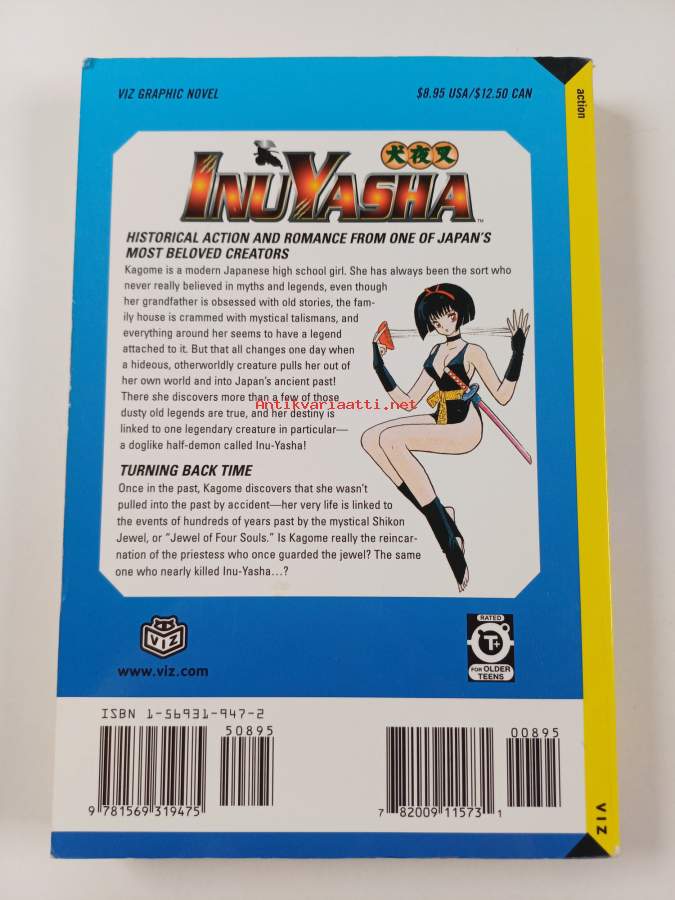 VIZ GRAPHIC NOVEL
$8.95 USA/$12.50 CAN
action
犬夜叉
INUYASHA
TM
HISTORICAL ACTION AND ROMANCE FROM ONE OF JAPAN'S
MOST BELOVED CREATORS
Kagome is a modern Japanese high school girl. She has always been the sort who
never really believed in myths and legends, even though
her grandfather is obsessed with old stories, the fam-
ily house is crammed with mystical talismans, and
everything around her seems to have a legend
attached to it. But that all changes one day when
a hideous, otherworldly creature pulls her out of
her own world and into Japan's ancient past!
There she discovers more than a few of those
dusty old legends are true, and her destiny is
linked to one legendary creature in particular—
a doglike half-demon called Inu-Yasha!
Antikvariaatti.net
TURNING BACK TIME
Once in the past, Kagome discovers that she wasn't
pulled into the past by accident—her very life is linked to
the events of hundreds of years past by the mystical Shikon
Jewel, or "Jewel of Four Souls." Is Kagome really the reincar-
nation of the priestess who once guarded the jewel? The same
one who nearly killed Inu-Yasha...?
VIZ
www.viz.com
RATED
T+
FOR OLDER
TEENS
ISBN 1-56931-947-2
50895
9 781569 319475
00895
7 82009 11573 1
VIZ